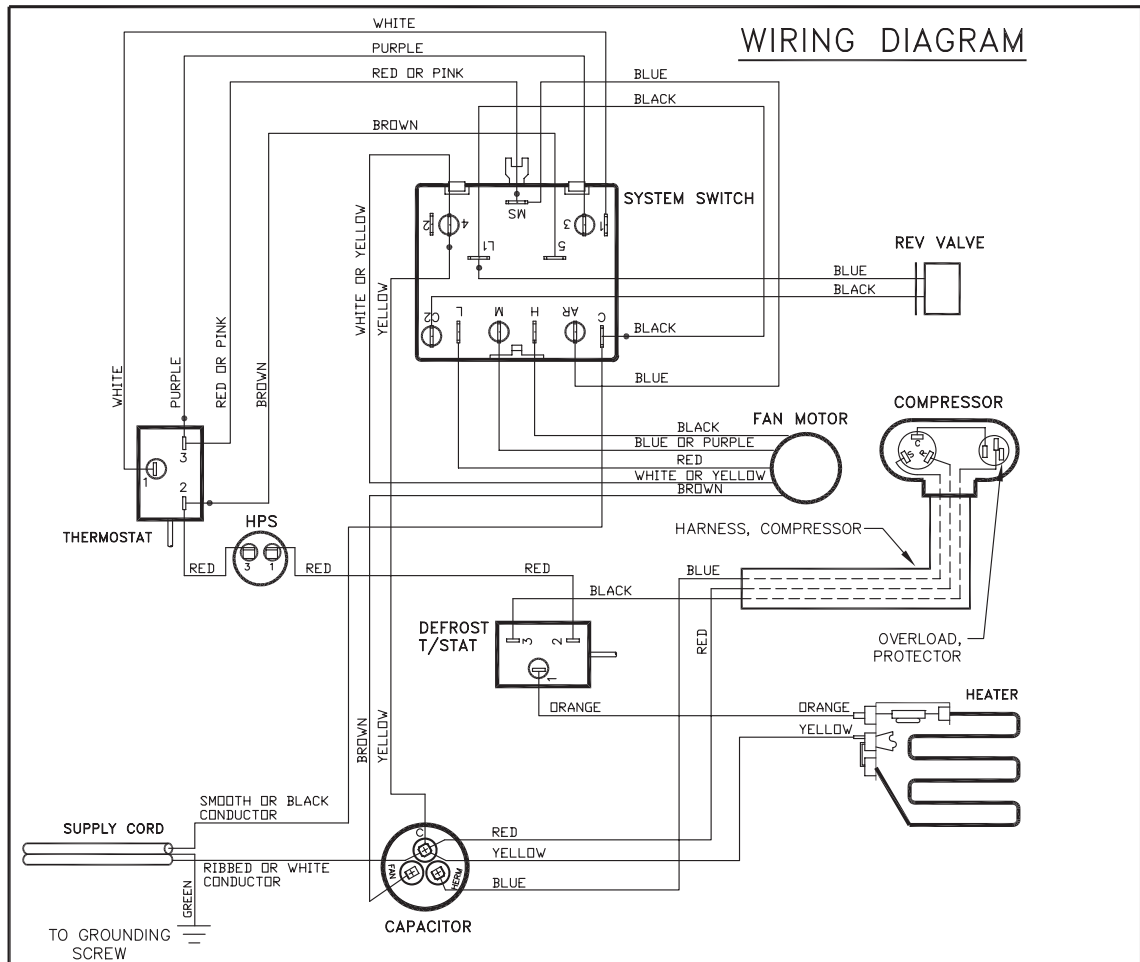 WIRING DIAGRAM
WHITE
PURPLE
RED OR PINK
BLUE
BLACK
BROWN
SYSTEM SWITCH
MS
2
4
3
1
L1
5
C2
L
M
H
AR
C
WHITE OR YELLOW
YELLOW
REV VALVE
BLUE
BLACK
BLACK
BLUE
WHITE
PURPLE
RED OR PINK
BROWN
3
1
2
THERMOSTAT
HPS
3
1
RED
RED
RED
FAN MOTOR
BLACK
BLUE OR PURPLE
RED
WHITE OR YELLOW
BROWN
COMPRESSOR
C
S
R
HARNESS, COMPRESSOR
BLUE
BLACK
RED
OVERLOAD,
PROTECTOR
DEFROST
T/STAT
3
2
1
ORANGE
ORANGE
YELLOW
HEATER
BROWN
YELLOW
SMOOTH OR BLACK
CONDUCTOR
SUPPLY CORD
RIBBED OR WHITE
CONDUCTOR
GREEN
TO GROUNDING
SCREW
C
FAN
HERM
RED
YELLOW
BLUE
CAPACITOR